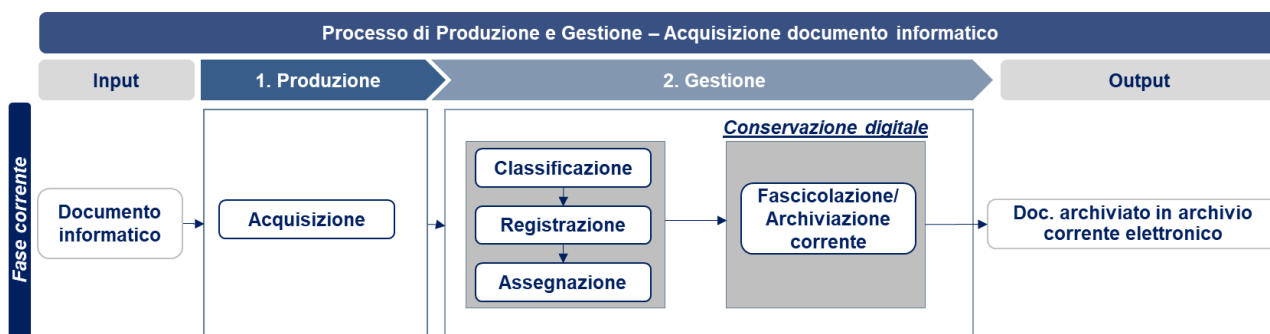 Processo di Produzione e Gestione – Acquisizione documento informatico
Input
1. Produzione
2. Gestione
Output
Fase corrente
Documento
informatico
Acquisizione
Classificazione
Registrazione
Assegnazione
Conservazione digitale
Fascicolazione/
Archiviazione
corrente
Doc. archiviato in archivio
corrente elettronico